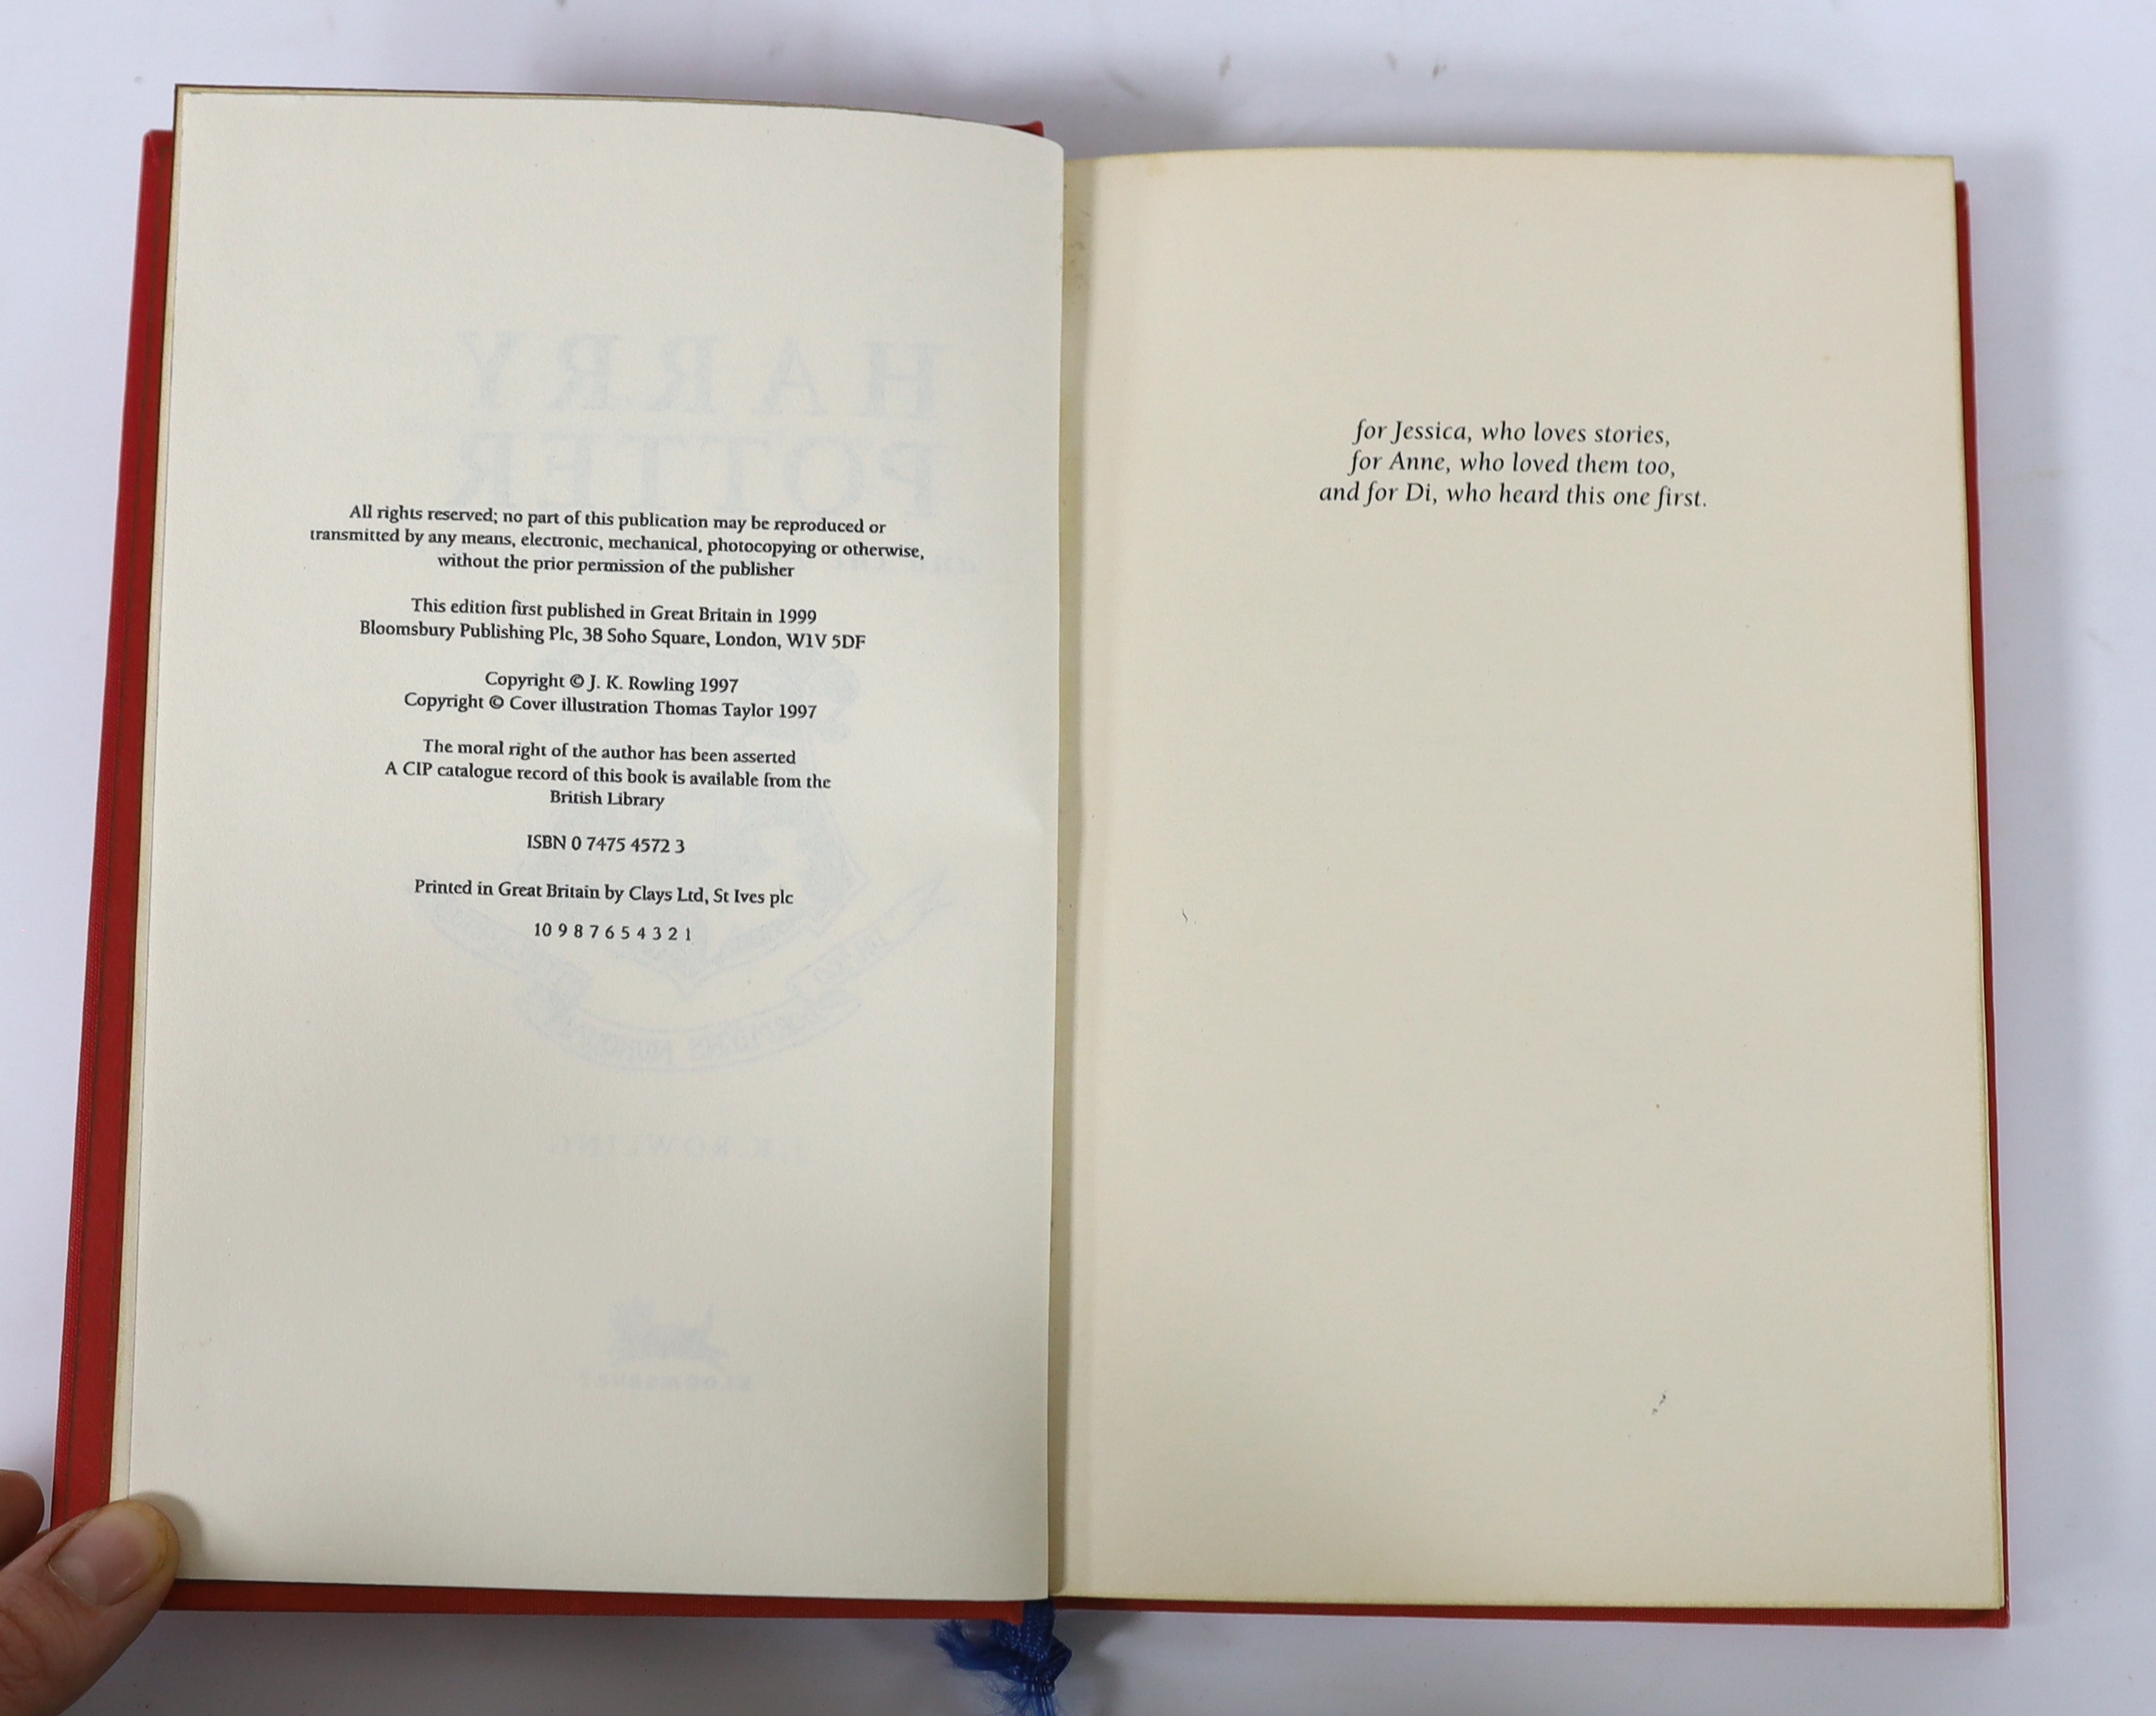 All rights reserved; no part of this publication may be reproduced or
transmitted by any means, electronic, mechanical, photocopying or otherwise,
without the prior permission of the publisher
This edition first published in Great Britain in 1999
Bloomsbury Publishing Plc, 38 Soho Square, London, W1V 5DF
Copyright © J. K. Rowling 1997
Copyright © Cover illustration Thomas Taylor 1997
The moral right of the author has been asserted
A CIP catalogue record of this book is available from the
British Library
ISBN 0 7475 4572 3
Printed in Great Britain by Clays Ltd, St Ives plc
10 9 8 7 6 5 4 3 2 1
HARRY
POTTER
J.K.ROWLING
BLOOMSBURY
for Jessica, who loves stories,
for Anne, who loved them too,
and for Di, who heard this one first.